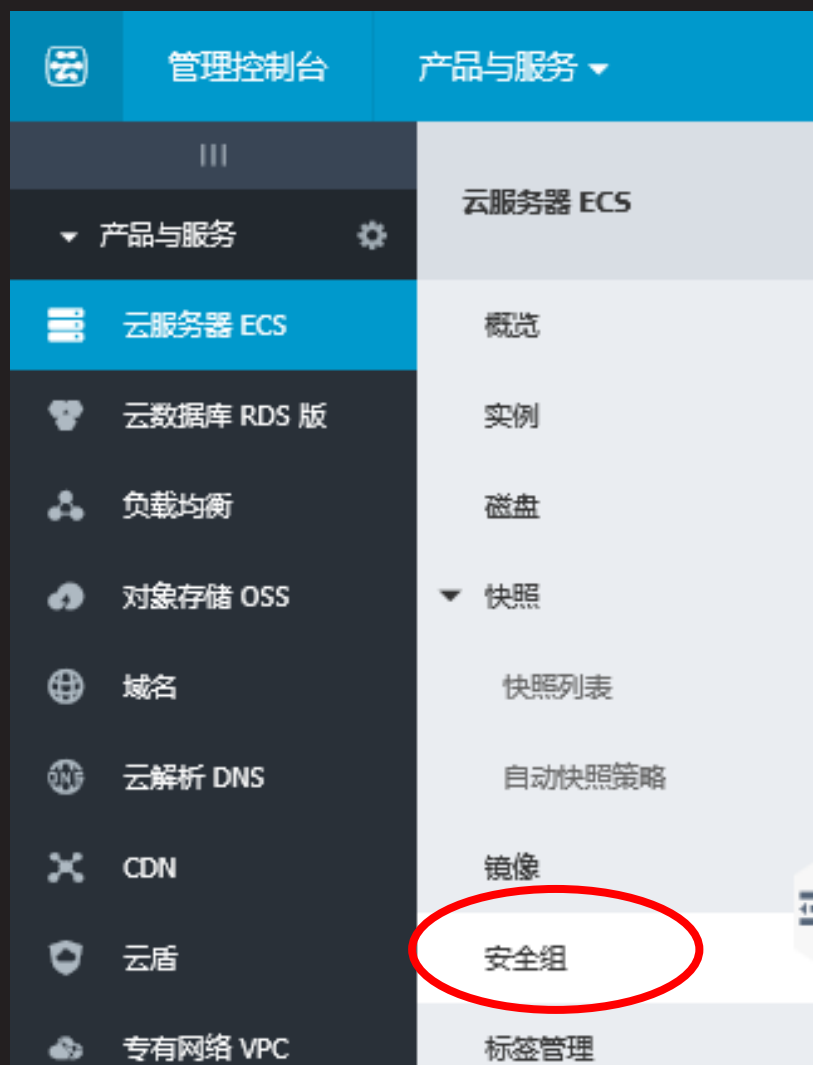 管理控制台
产品与服务
产品与服务
云服务器 ECS
云数据库 RDS 版
负载均衡
对象存储 OSS
域名
云解析 DNS
CDN
云盾
专有网络 VPC
云服务器 ECS
概览
实例
磁盘
快照
快照列表
自动快照策略
镜像
安全组
标签管理